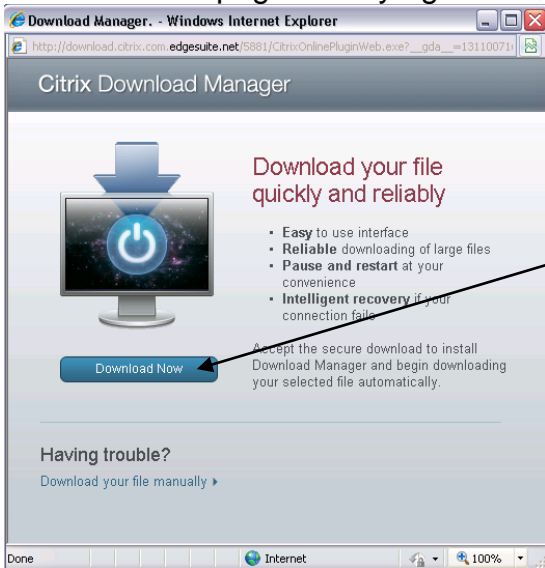 Download Manager. - Windows Internet Explorer
http://download.citrix.com.edgesuite.net/5881/CitrixOnlinePluginWeb.exe?__gda__=13110071
Citrix Download Manager
Download your file
quickly and reliably
Easy to use interface
Reliable downloading of large files
Pause and restart at your
convenience
Intelligent recovery if your
connection fails
Accept the secure download to install
Download Manager and begin downloading
your selected file automatically.
Download Now
Having trouble?
Download your file manually
Done
Internet
100%